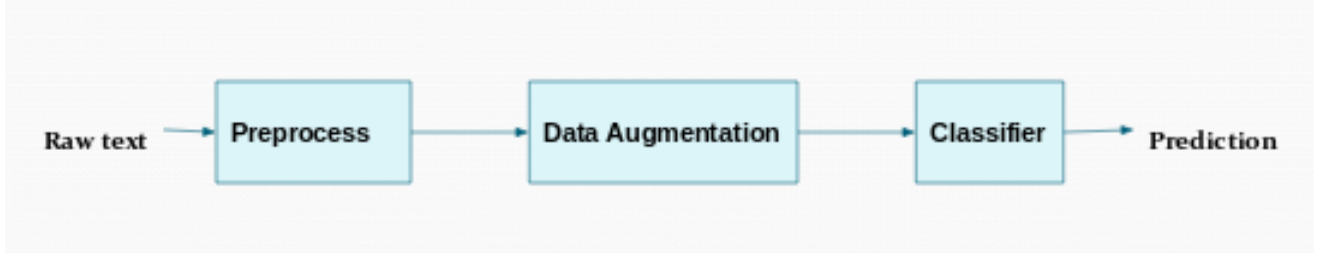 Raw text
Preprocess
Data Augmentation
Classifier
Prediction